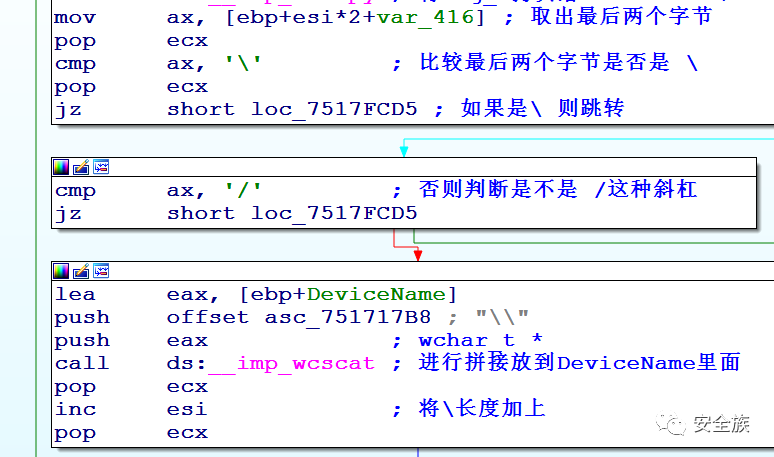 mov ax, [ebp+esi*2+var_416] ; 取出最后两个字节
pop ecx
cmp ax, '\' ; 比较最后两个字节是否是 \
pop ecx
jz short loc_7517FCD5 ; 如果是\ 则跳转
cmp ax, '/' ; 否则判断是不是 /这种斜杠
jz short loc_7517FCD5
lea eax, [ebp+DeviceName]
push offset asc_751717B8 ; "\\"
push eax ; wchar_t *
call ds:__imp_wcscat ; 进行拼接放到DeviceName里面
pop ecx
inc esi ; 将\长度加上
pop ecx
安全族